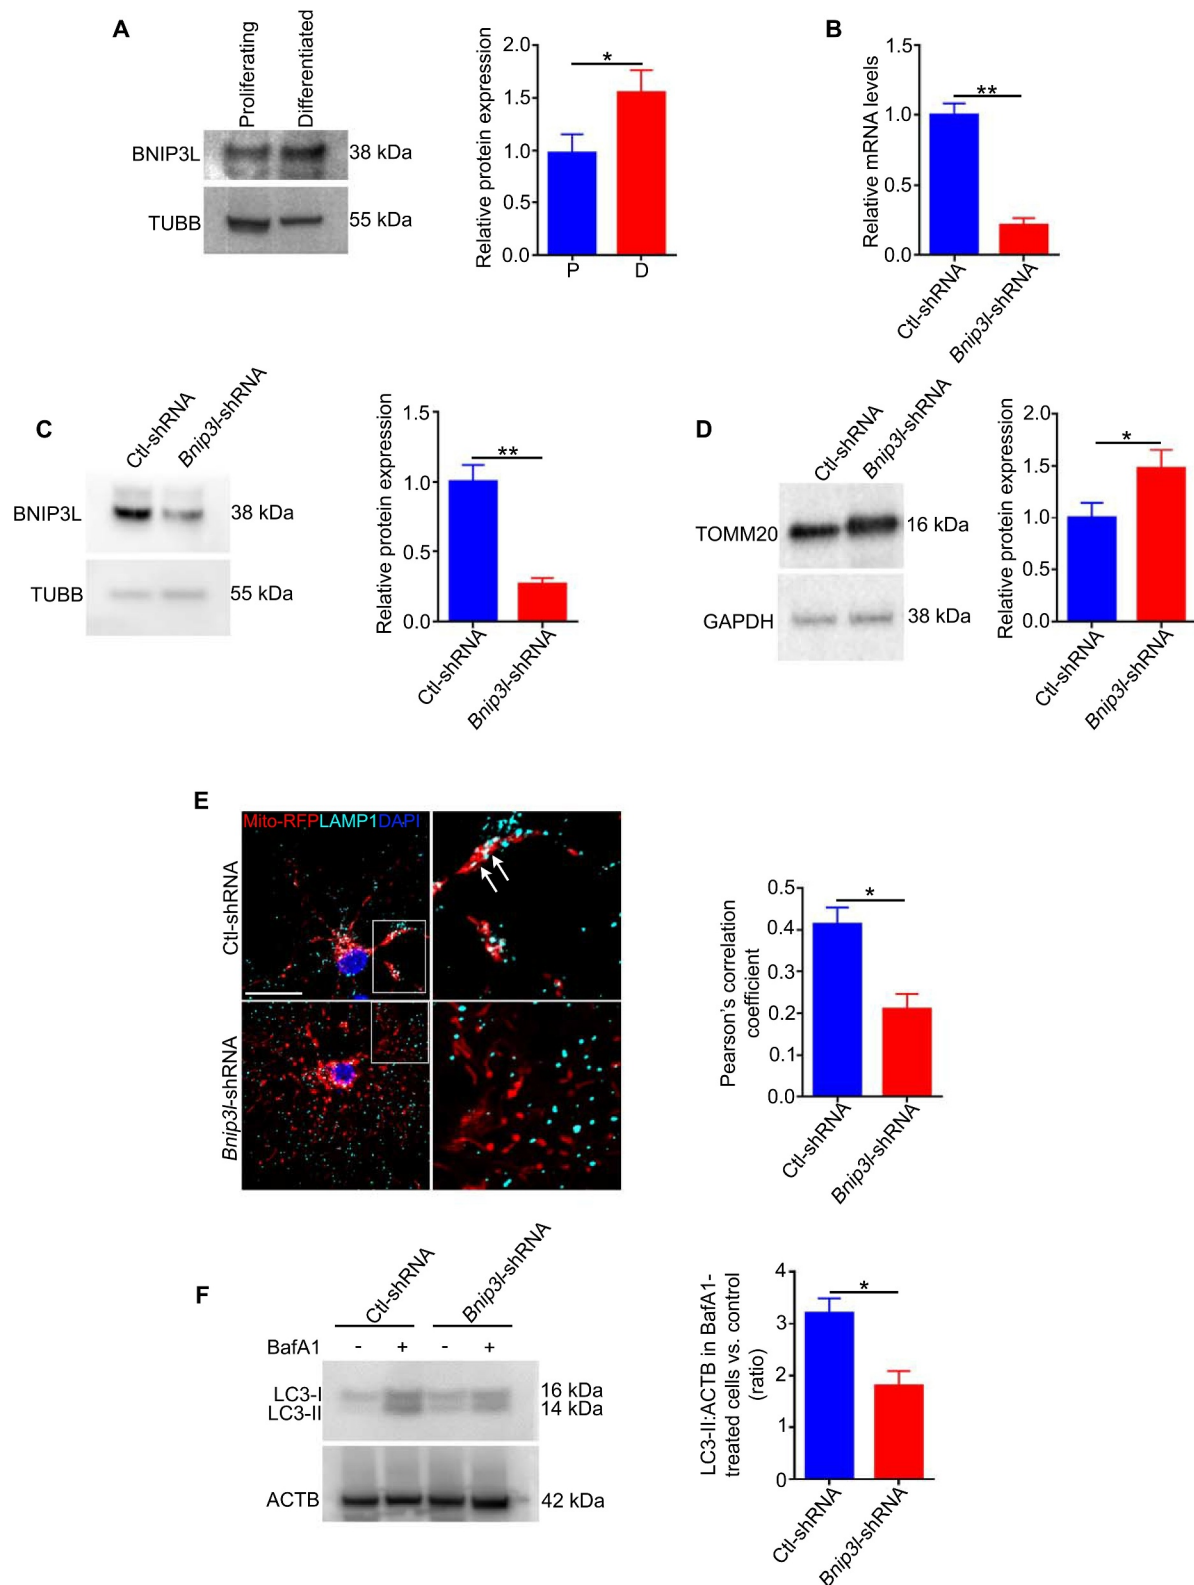 A
Proliferating
Differentiated
BNIP3L
38 kDa
TUBB
55 kDa
Relative protein expression
2.0
1.5
1.0
0.5
0.0
*
P
D
B
Relative mRNA levels
1.5
1.0
0.5
0.0
**
Ctl-shRNA
Bnip3l-shRNA
C
Ctl-shRNA
Bnip3l-shRNA
BNIP3L
38 kDa
TUBB
55 kDa
Relative protein expression
1.5
1.0
0.5
0.0
**
Ctl-shRNA
Bnip3l-shRNA
D
Ctl-shRNA
Bnip3l-shRNA
TOMM20
16 kDa
GAPDH
38 kDa
Relative protein expression
2.0
1.5
1.0
0.5
0.0
*
Ctl-shRNA
Bnip3l-shRNA
E
Mito-RFPLAMP1DAPI
Ctl-shRNA
Bnip3l-shRNA
Pearson's correlation
coefficient
0.5
0.4
0.3
0.2
0.1
0.0
*
Ctl-shRNA
Bnip3l-shRNA
F
Ctl-shRNA
Bnip3l-shRNA
BafA1 - + - +
LC3-I
16 kDa
LC3-II
14 kDa
ACTB
42 kDa
LC3-II:ACTB in BafA1-
treated cells vs. control
(ratio)
4
3
2
1
0
*
Ctl-shRNA
Bnip3l-shRNA